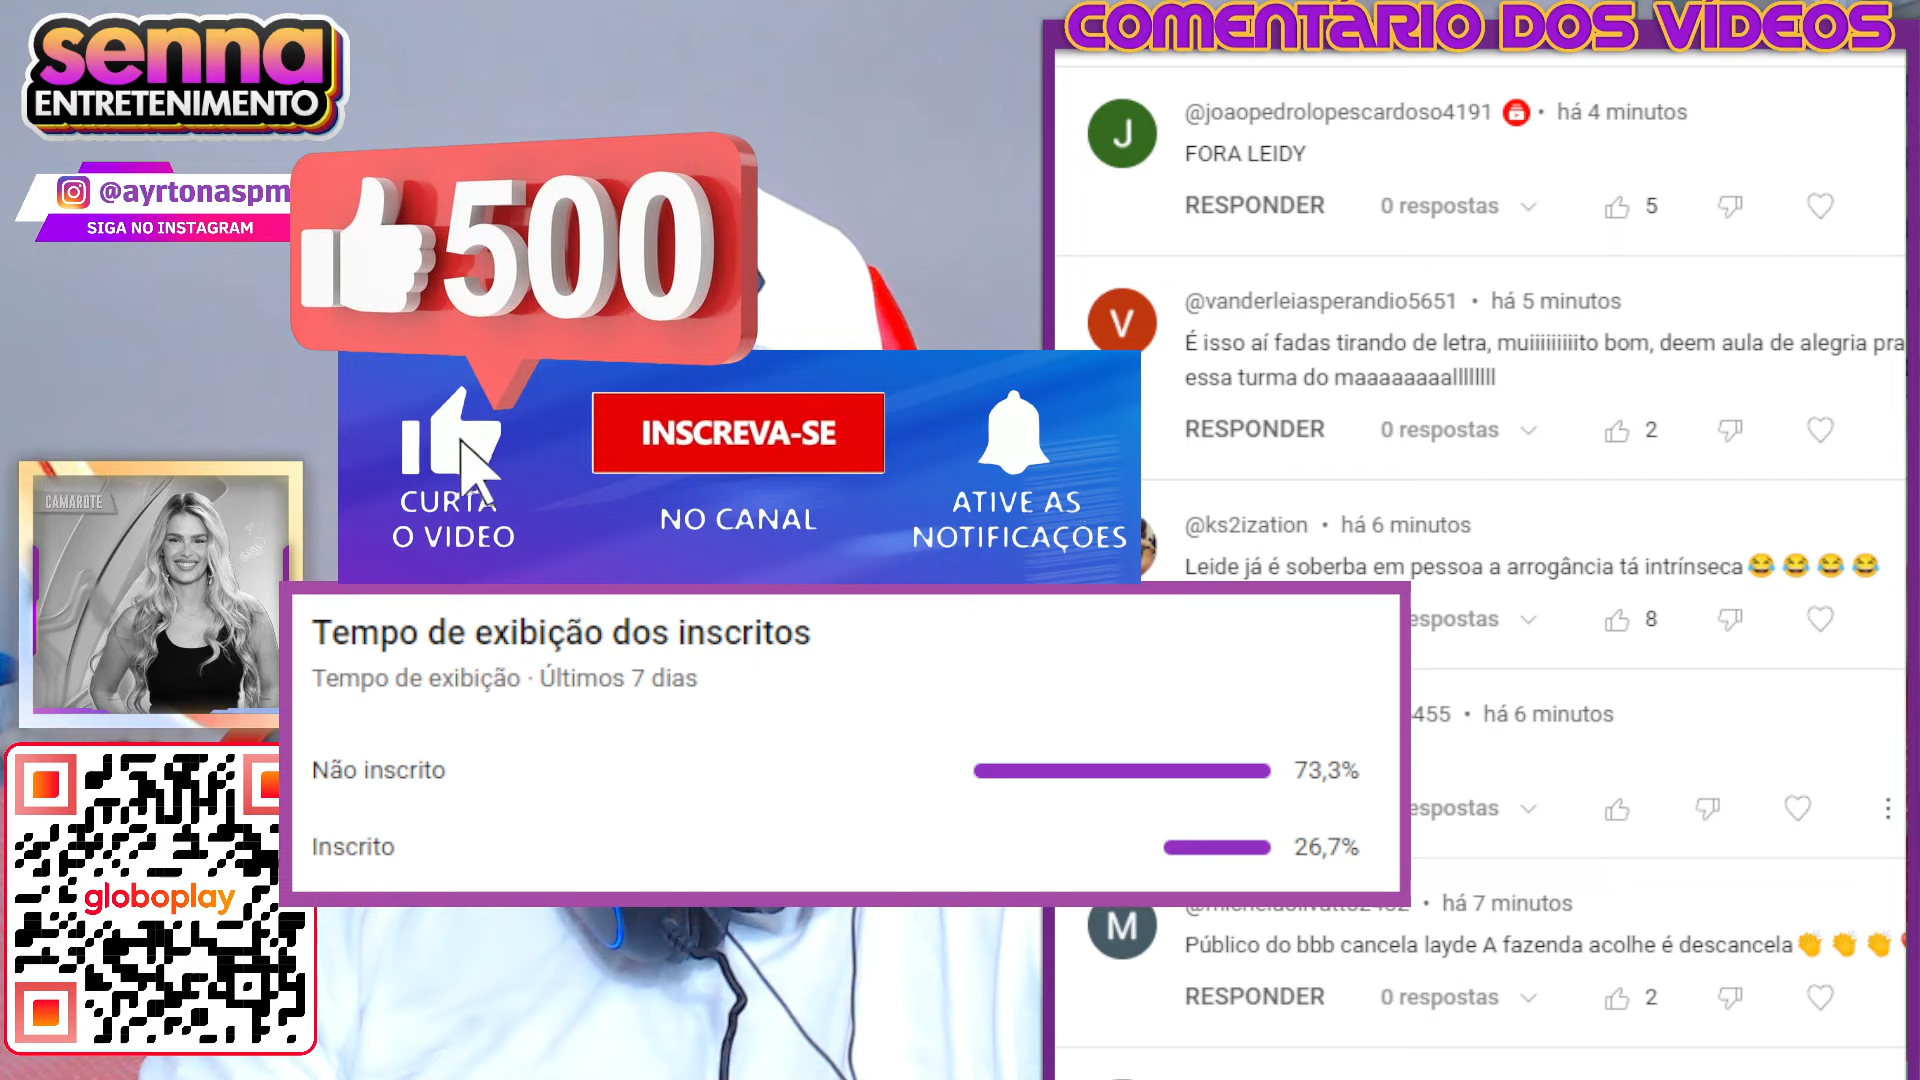 senna
ENTRETENIMENTO
@ayrtonaspm
SIGA NO INSTAGRAM
500
CURTA
O VIDEO
INSCREVA-SE
NO CANAL
ATIVE AS
NOTIFICAÇOES
CAMAROTE
globoplay
Tempo de exibição dos inscritos
Tempo de exibição · Últimos 7 dias
Não inscrito 73,3%
Inscrito 26,7%
COMENTÁRIO DOS VÍDEOS
J
@joaopedrolopescardoso4191 • há 4 minutos
FORA LEIDY
RESPONDER 0 respostas 5
V
@vanderleiasperandio5651 • há 5 minutos
É isso aí fadas tirando de letra, muiiiiiiiiito bom, deem aula de alegria pra
essa turma do maaaaaaaallllllll
RESPONDER 0 respostas 2
@ks2ization • há 6 minutos
Leide já é soberba em pessoa a arrogância tá intrínseca 😂 😂 😂 😂
espostas 8
455 • há 6 minutos
espostas
M
• há 7 minutos
Público do bbb cancela layde A fazenda acolhe é descancela 👏 👏 👏
RESPONDER 0 respostas 2